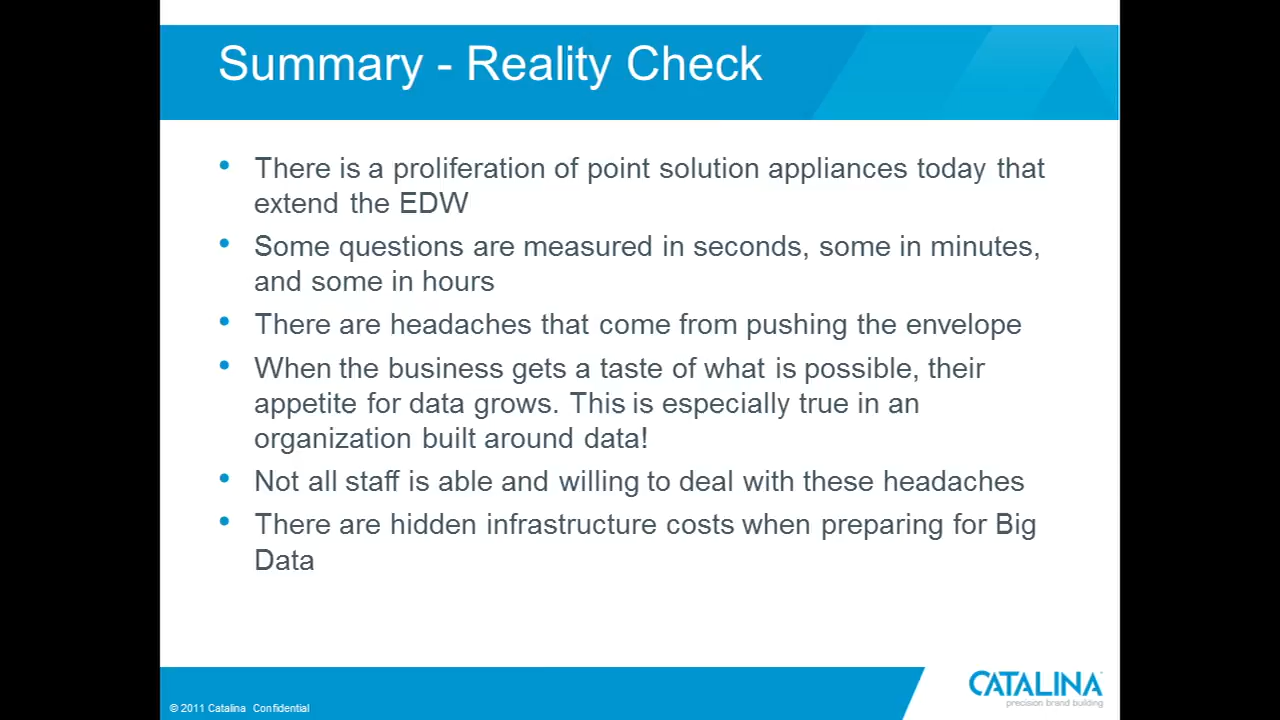 Summary - Reality Check
• There is a proliferation of point solution appliances today that
extend the EDW
• Some questions are measured in seconds, some in minutes,
and some in hours
• There are headaches that come from pushing the envelope
• When the business gets a taste of what is possible, their
appetite for data grows. This is especially true in an
organization built around data!
• Not all staff is able and willing to deal with these headaches
• There are hidden infrastructure costs when preparing for Big
Data
© 2011 Catalina Confidential
CATALINA
precision brand building